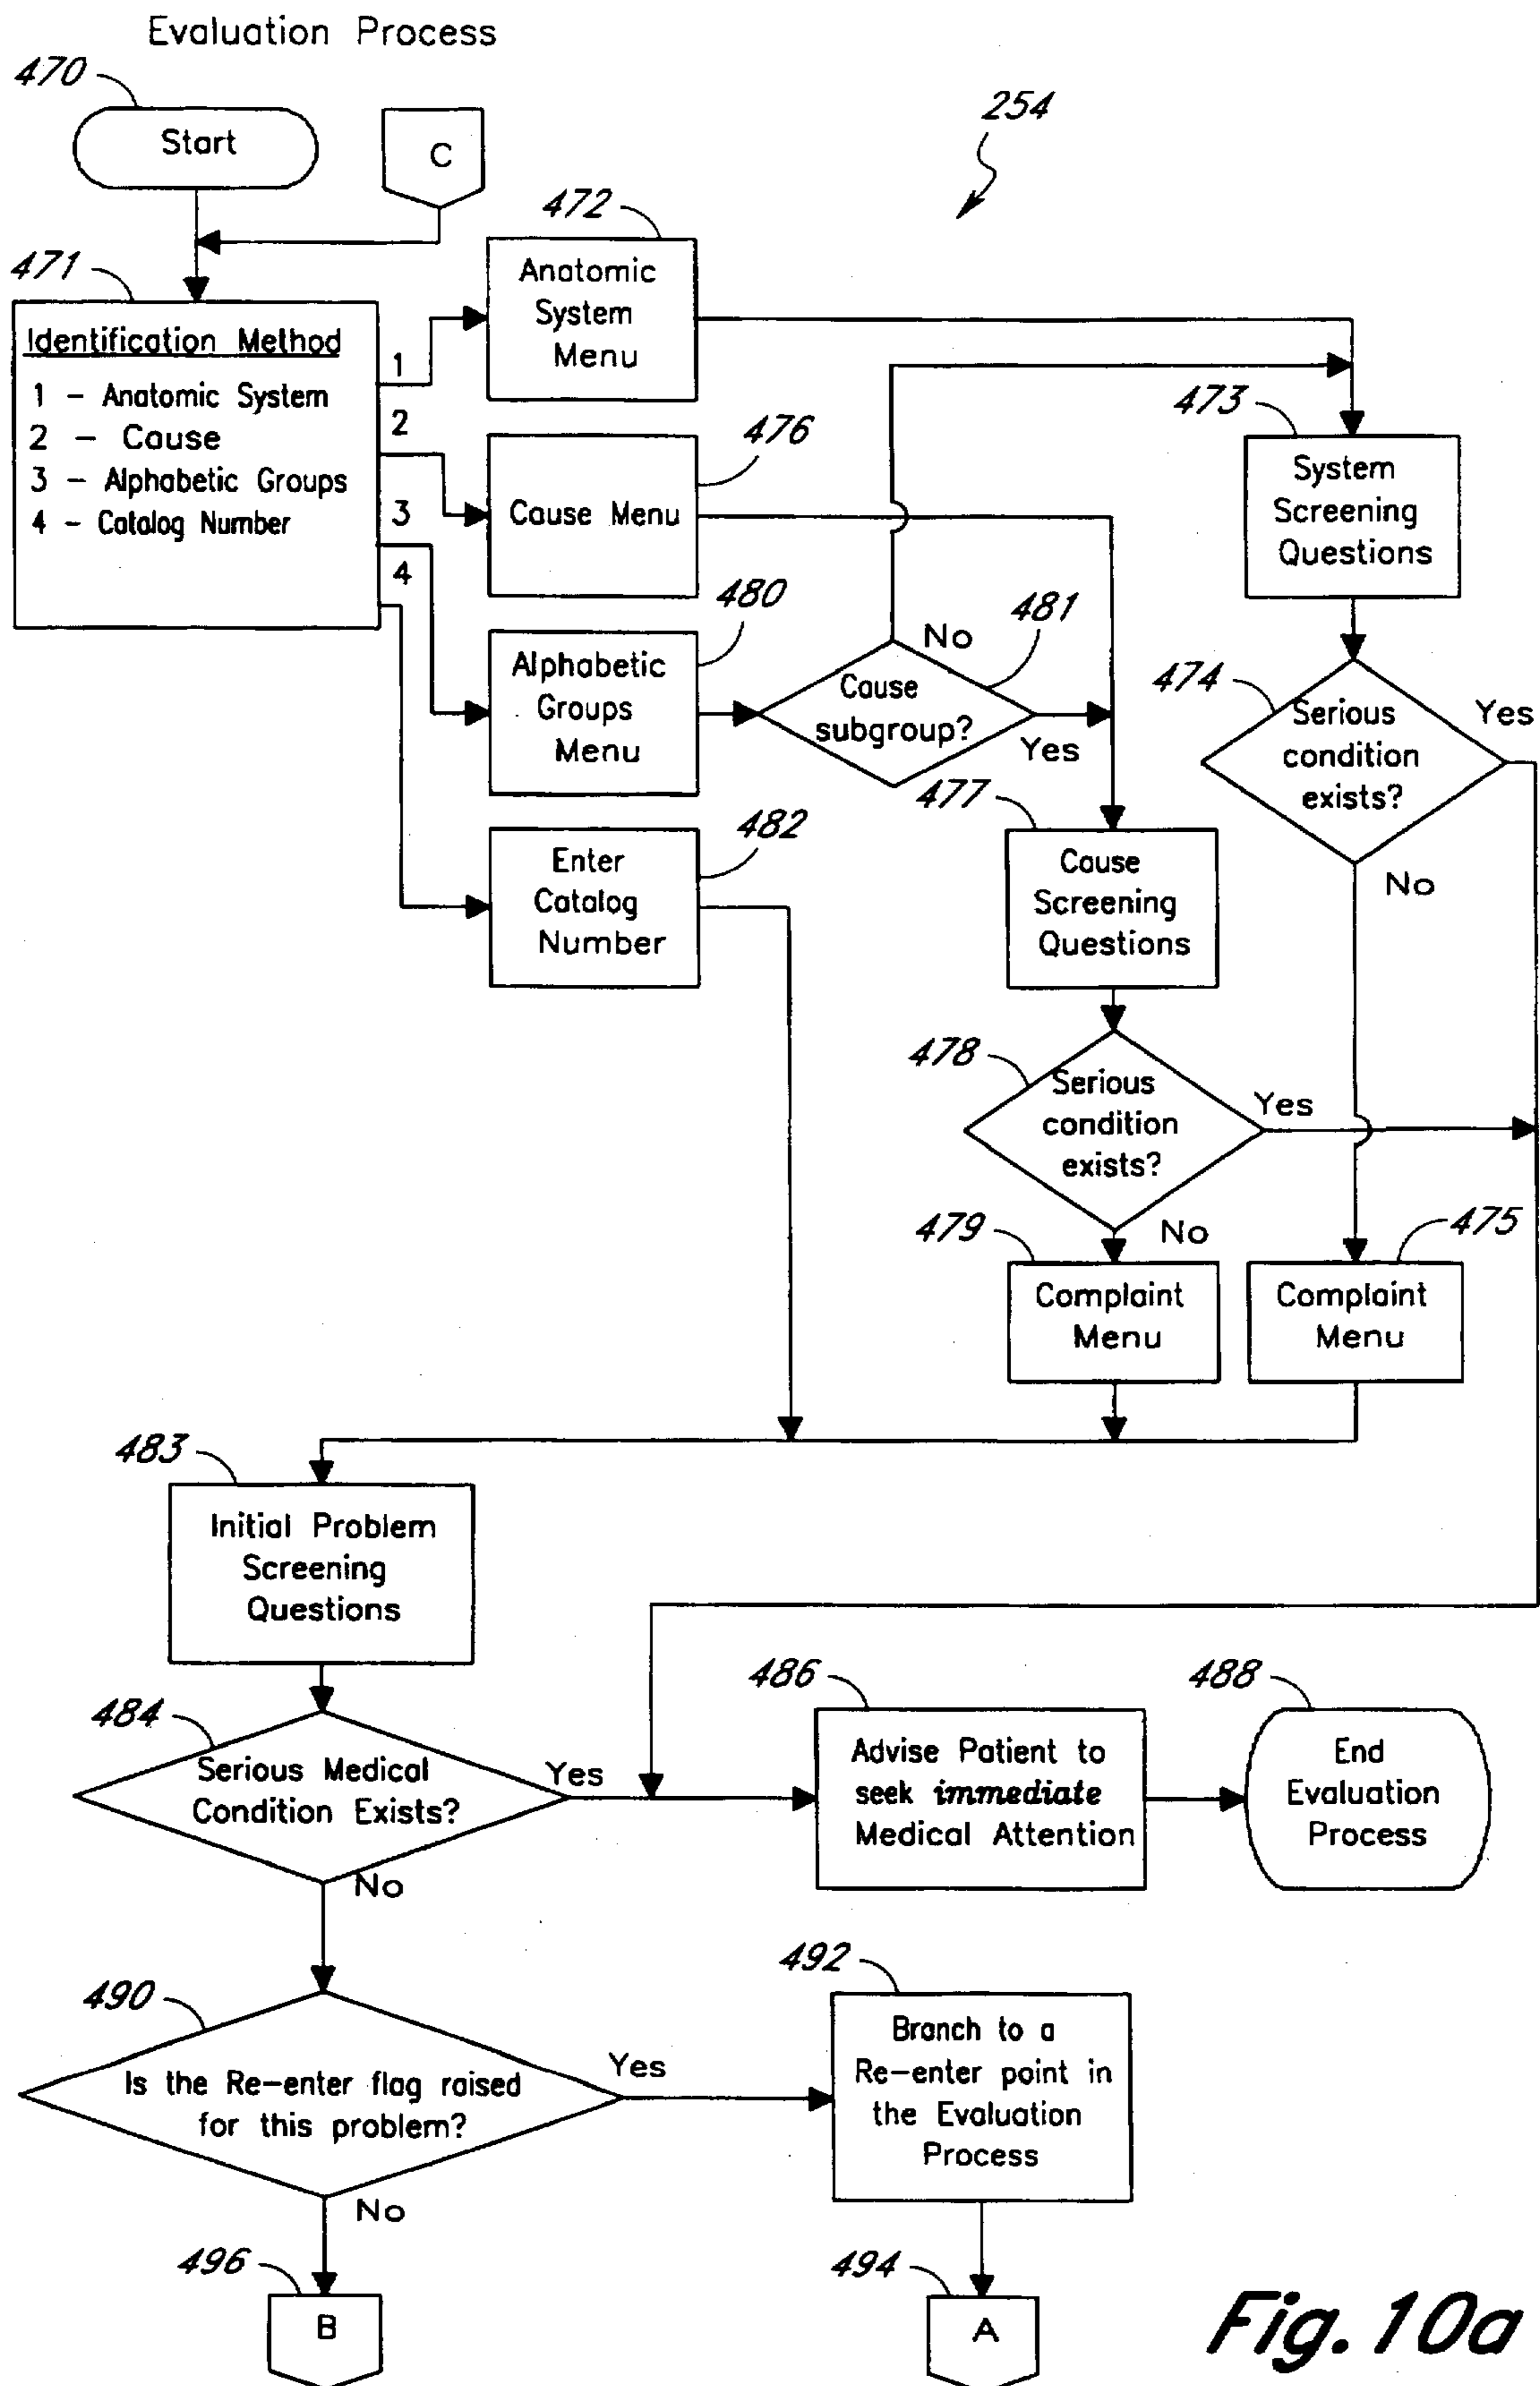 Evaluation Process
470
Start
C
254
472
471
Anatomic
System
Menu
Identification Method
1 - Anatomic System
2 - Cause
3 - Alphabetic Groups
4 - Catalog Number
1
2
3
4
476
Cause Menu
473
System
Screening
Questions
480
Alphabetic
Groups
Menu
481
No
Cause
subgroup?
Yes
474
Serious
condition
exists?
Yes
No
482
Enter
Catalog
Number
477
Cause
Screening
Questions
478
Serious
condition
exists?
Yes
No
479
Complaint
Menu
475
Complaint
Menu
483
Initial Problem
Screening
Questions
484
Serious Medical
Condition Exists?
Yes
No
486
Advise Patient to
seek immediate
Medical Attention
488
End
Evaluation
Process
490
Is the Re-enter flag raised
for this problem?
Yes
No
492
Branch to a
Re-enter point in
the Evaluation
Process
496
B
494
A
Fig. 10a